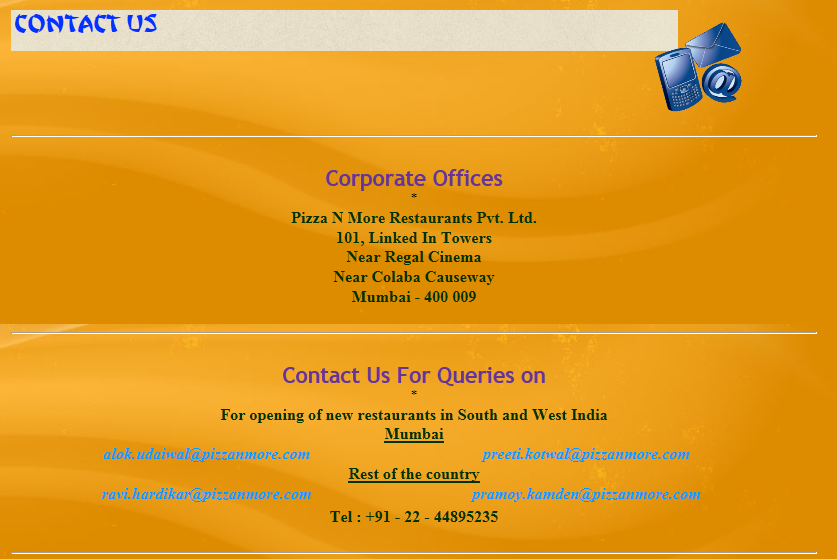 CONTACT US
Corporate Offices
*
Pizza N More Restaurants Pvt. Ltd.
101, Linked In Towers
Near Regal Cinema
Near Colaba Causeway
Mumbai - 400 009
Contact Us For Queries on
*
For opening of new restaurants in South and West India
Mumbai
alok.udaiwal@pizzanmore.com preeti.kotwal@pizzanmore.com
Rest of the country
ravi.hardikar@pizzanmore.com pramoy.kamden@pizzanmore.com
Tel : +91 - 22 - 44895235